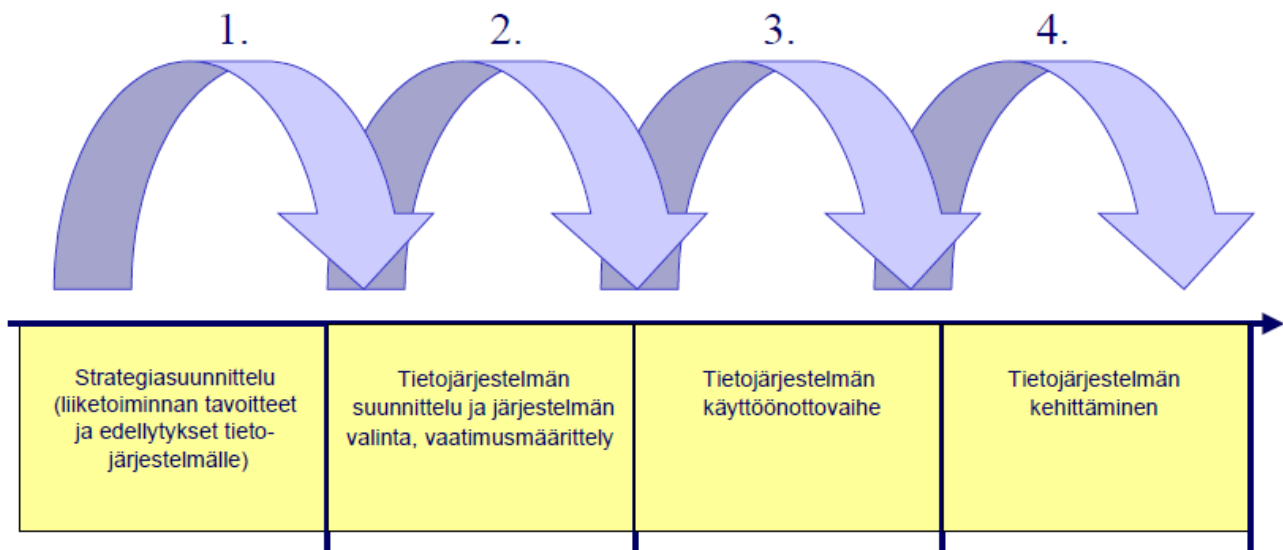 1.
2.
3.
4.
Strategiasuunnittelu
(liiketoiminnan tavoitteet
ja edellytykset tieto-
järjestelmälle)
Tietojärjestelmän
suunnittelu ja järjestelmän
valinta, vaatimusmäärittely
Tietojärjestelmän
käyttöönottovaihe
Tietojärjestelmän
kehittäminen